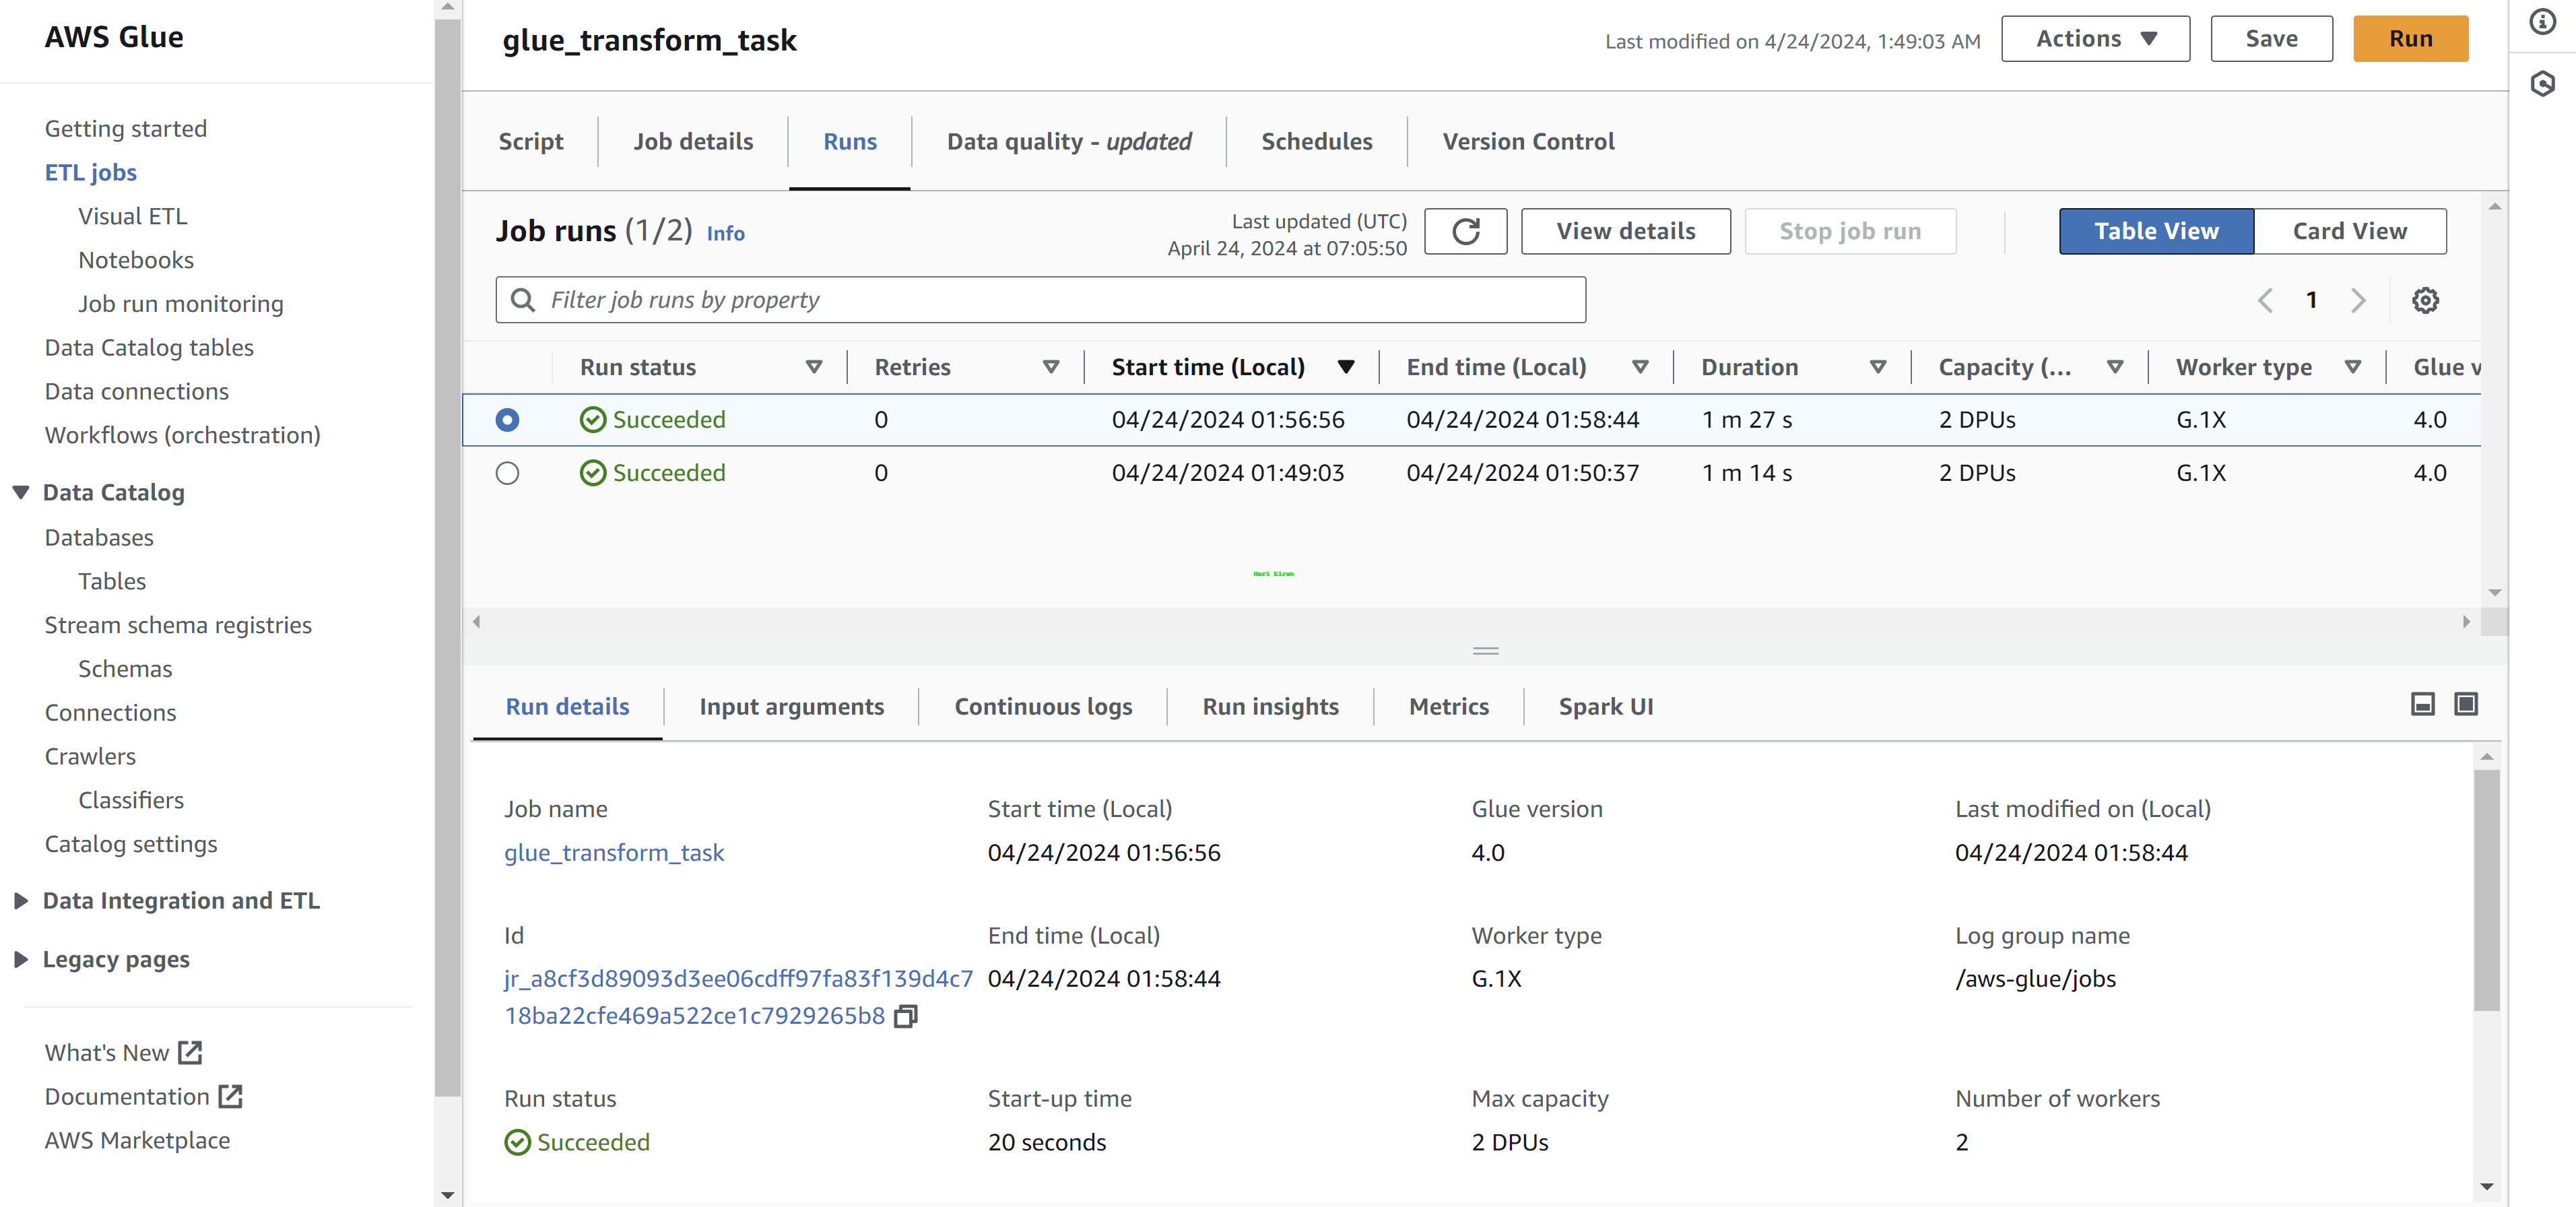 AWS Glue
Getting started
ETL jobs
Visual ETL
Notebooks
Job run monitoring
Data Catalog tables
Data connections
Workflows (orchestration)
Data Catalog
Databases
Tables
Stream schema registries
Schemas
Connections
Crawlers
Classifiers
Catalog settings
Data Integration and ETL
Legacy pages
What's New
Documentation
AWS Marketplace
glue_transform_task
Last modified on 4/24/2024, 1:49:03 AM
Actions
Save
Run
Script
Job details
Runs
Data quality - updated
Schedules
Version Control
Job runs (1/2) Info
Last updated (UTC)
April 24, 2024 at 07:05:50
View details
Stop job run
Table View
Card View
Filter job runs by property
1
Run status Retries Start time (Local) End time (Local) Duration Capacity (... Worker type Glue v
Succeeded 0 04/24/2024 01:56:56 04/24/2024 01:58:44 1 m 27 s 2 DPUs G.1X 4.0
Succeeded 0 04/24/2024 01:49:03 04/24/2024 01:50:37 1 m 14 s 2 DPUs G.1X 4.0
Hari Kiran
Run details
Input arguments
Continuous logs
Run insights
Metrics
Spark UI
Job name Start time (Local) Glue version Last modified on (Local)
glue_transform_task 04/24/2024 01:56:56 4.0 04/24/2024 01:58:44
Id End time (Local) Worker type Log group name
jr_a8cf3d89093d3ee06cdff97fa83f139d4c7 04/24/2024 01:58:44 G.1X /aws-glue/jobs
18ba22cfe469a522ce1c7929265b8
Run status Start-up time Max capacity Number of workers
Succeeded 20 seconds 2 DPUs 2